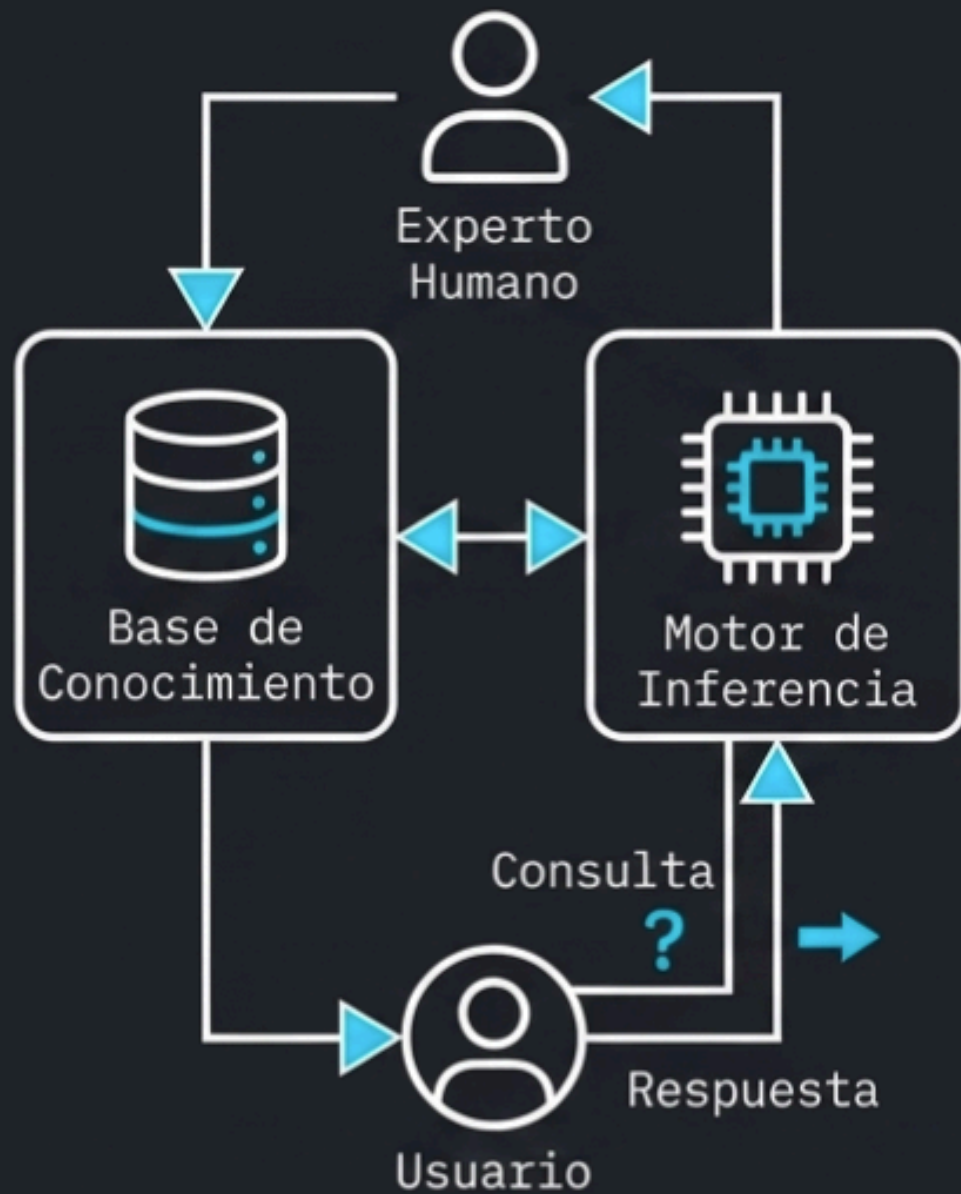 Experto
Humano
Base de
Conocimiento
Motor de
Inferencia
Consulta
?
Respuesta
Usuario